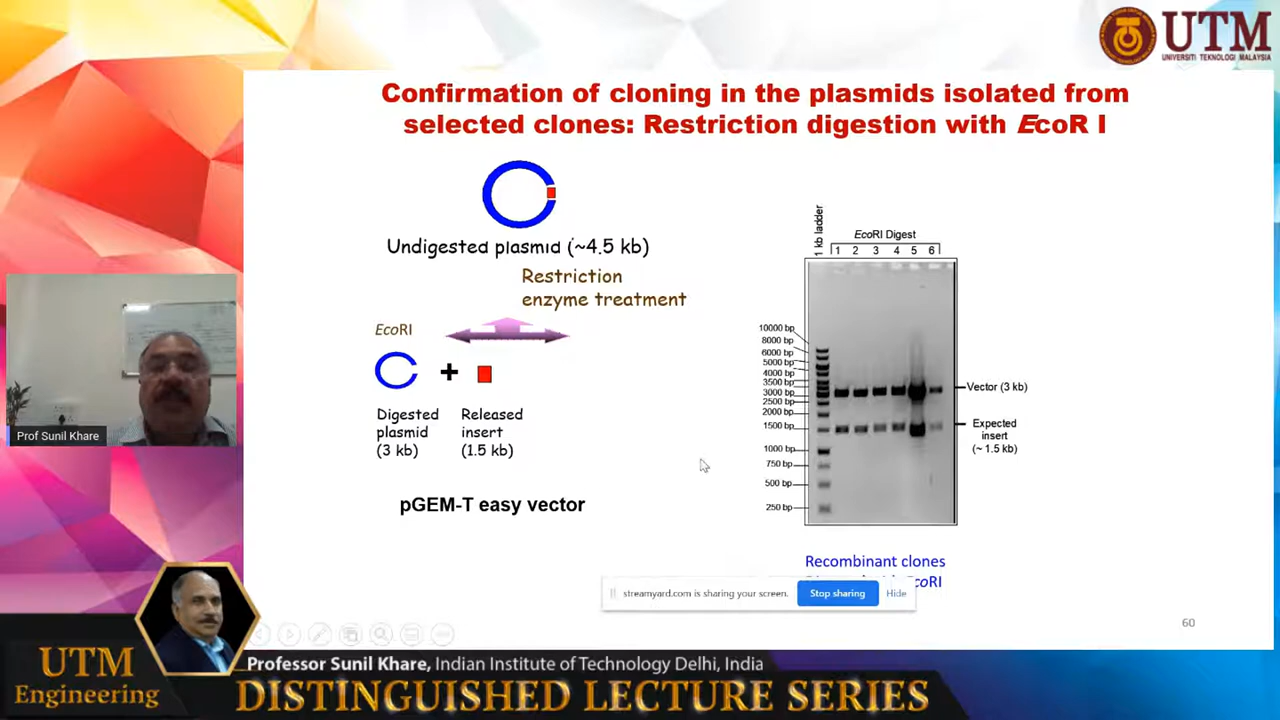 UTM
UNIVERSITI TEKNOLOGI MALAYSIA
Confirmation of cloning in the plasmids isolated from
selected clones: Restriction digestion with EcoR I
Undigested plasmid (~4.5 kb)
Restriction
enzyme treatment
EcoRI
+
Digested
plasmid
(3 kb)
Released
insert
(1.5 kb)
pGEM-T easy vector
1 kb ladder
EcoRI Digest
1 2 3 4 5 6
10000 bp
8000 bp
6000 bp
5000 bp
4000 bp
3500 bp
3000 bp
2500 bp
2000 bp
1500 bp
1000 bp
750 bp
500 bp
250 bp
Vector (3 kb)
Expected
insert
(~ 1.5 kb)
Recombinant clones
EcoRI
streamyard.com is sharing your screen.
Stop sharing
Hide
60
Prof Sunil Khare
UTM
Engineering
Professor Sunil Khare, Indian Institute of Technology Delhi, India
DISTINGUISHED LECTURE SERIES